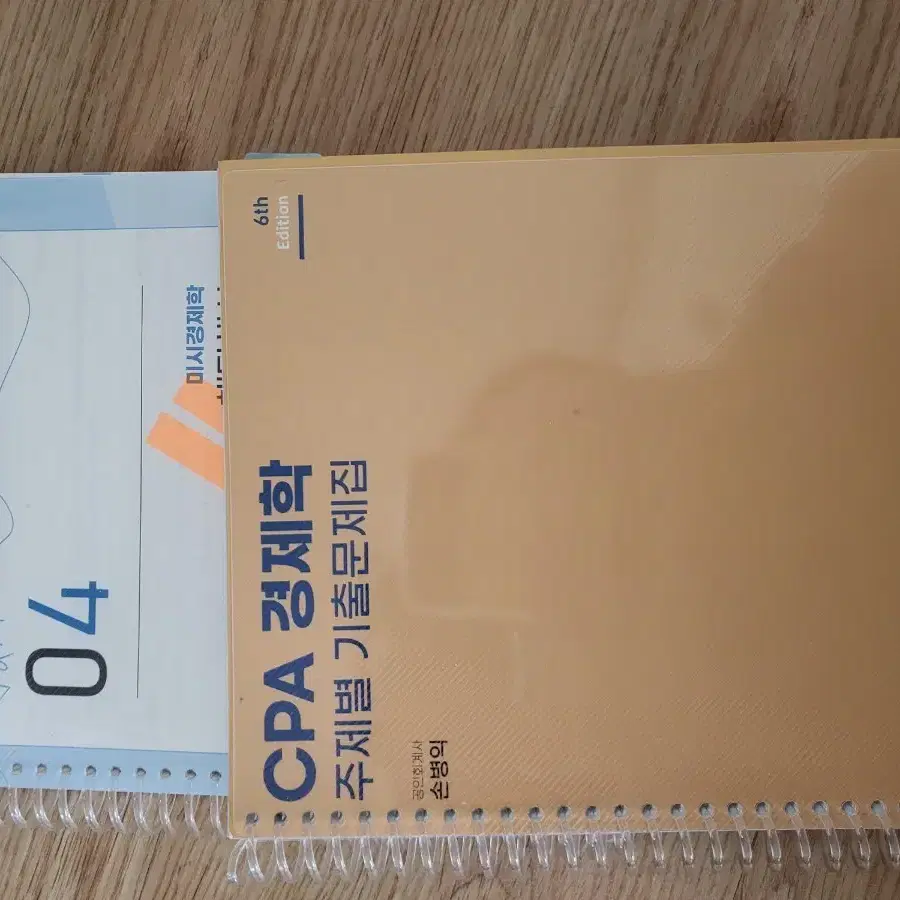 6th
Edition
CPA 경제학
주제별 기출문제집
공인회계사
손병익
미시경제학
04